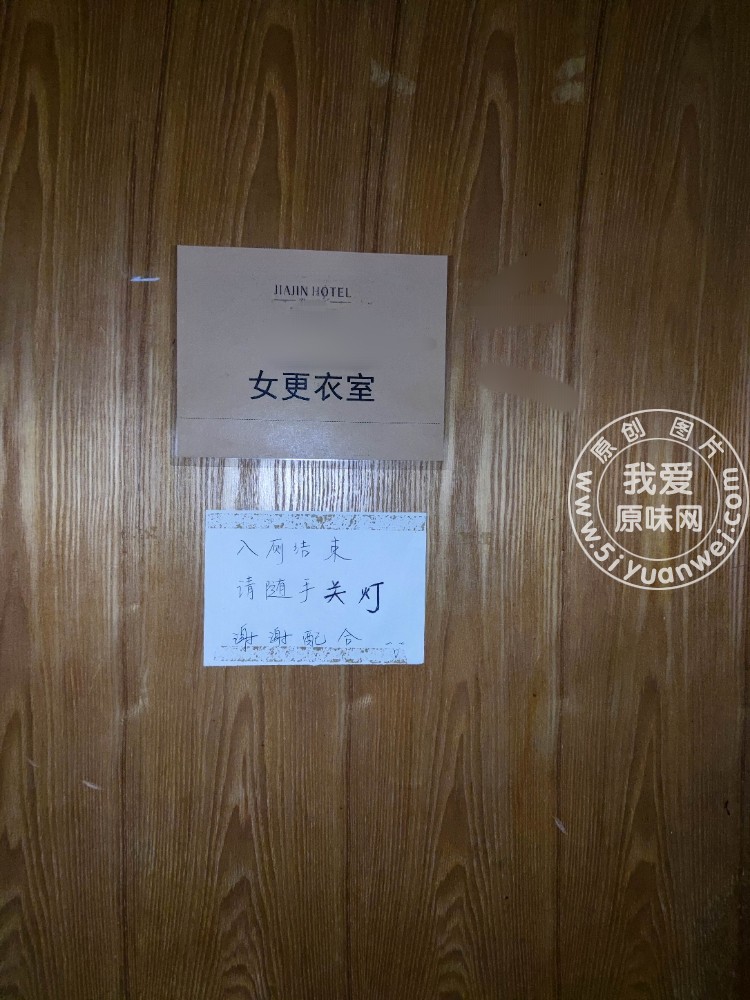 JIAJIN HOTEL
女更衣室
入厕结束
请随手关灯
谢谢配合
原创 图片
我爱
原味网
www.5iyuanwei.com